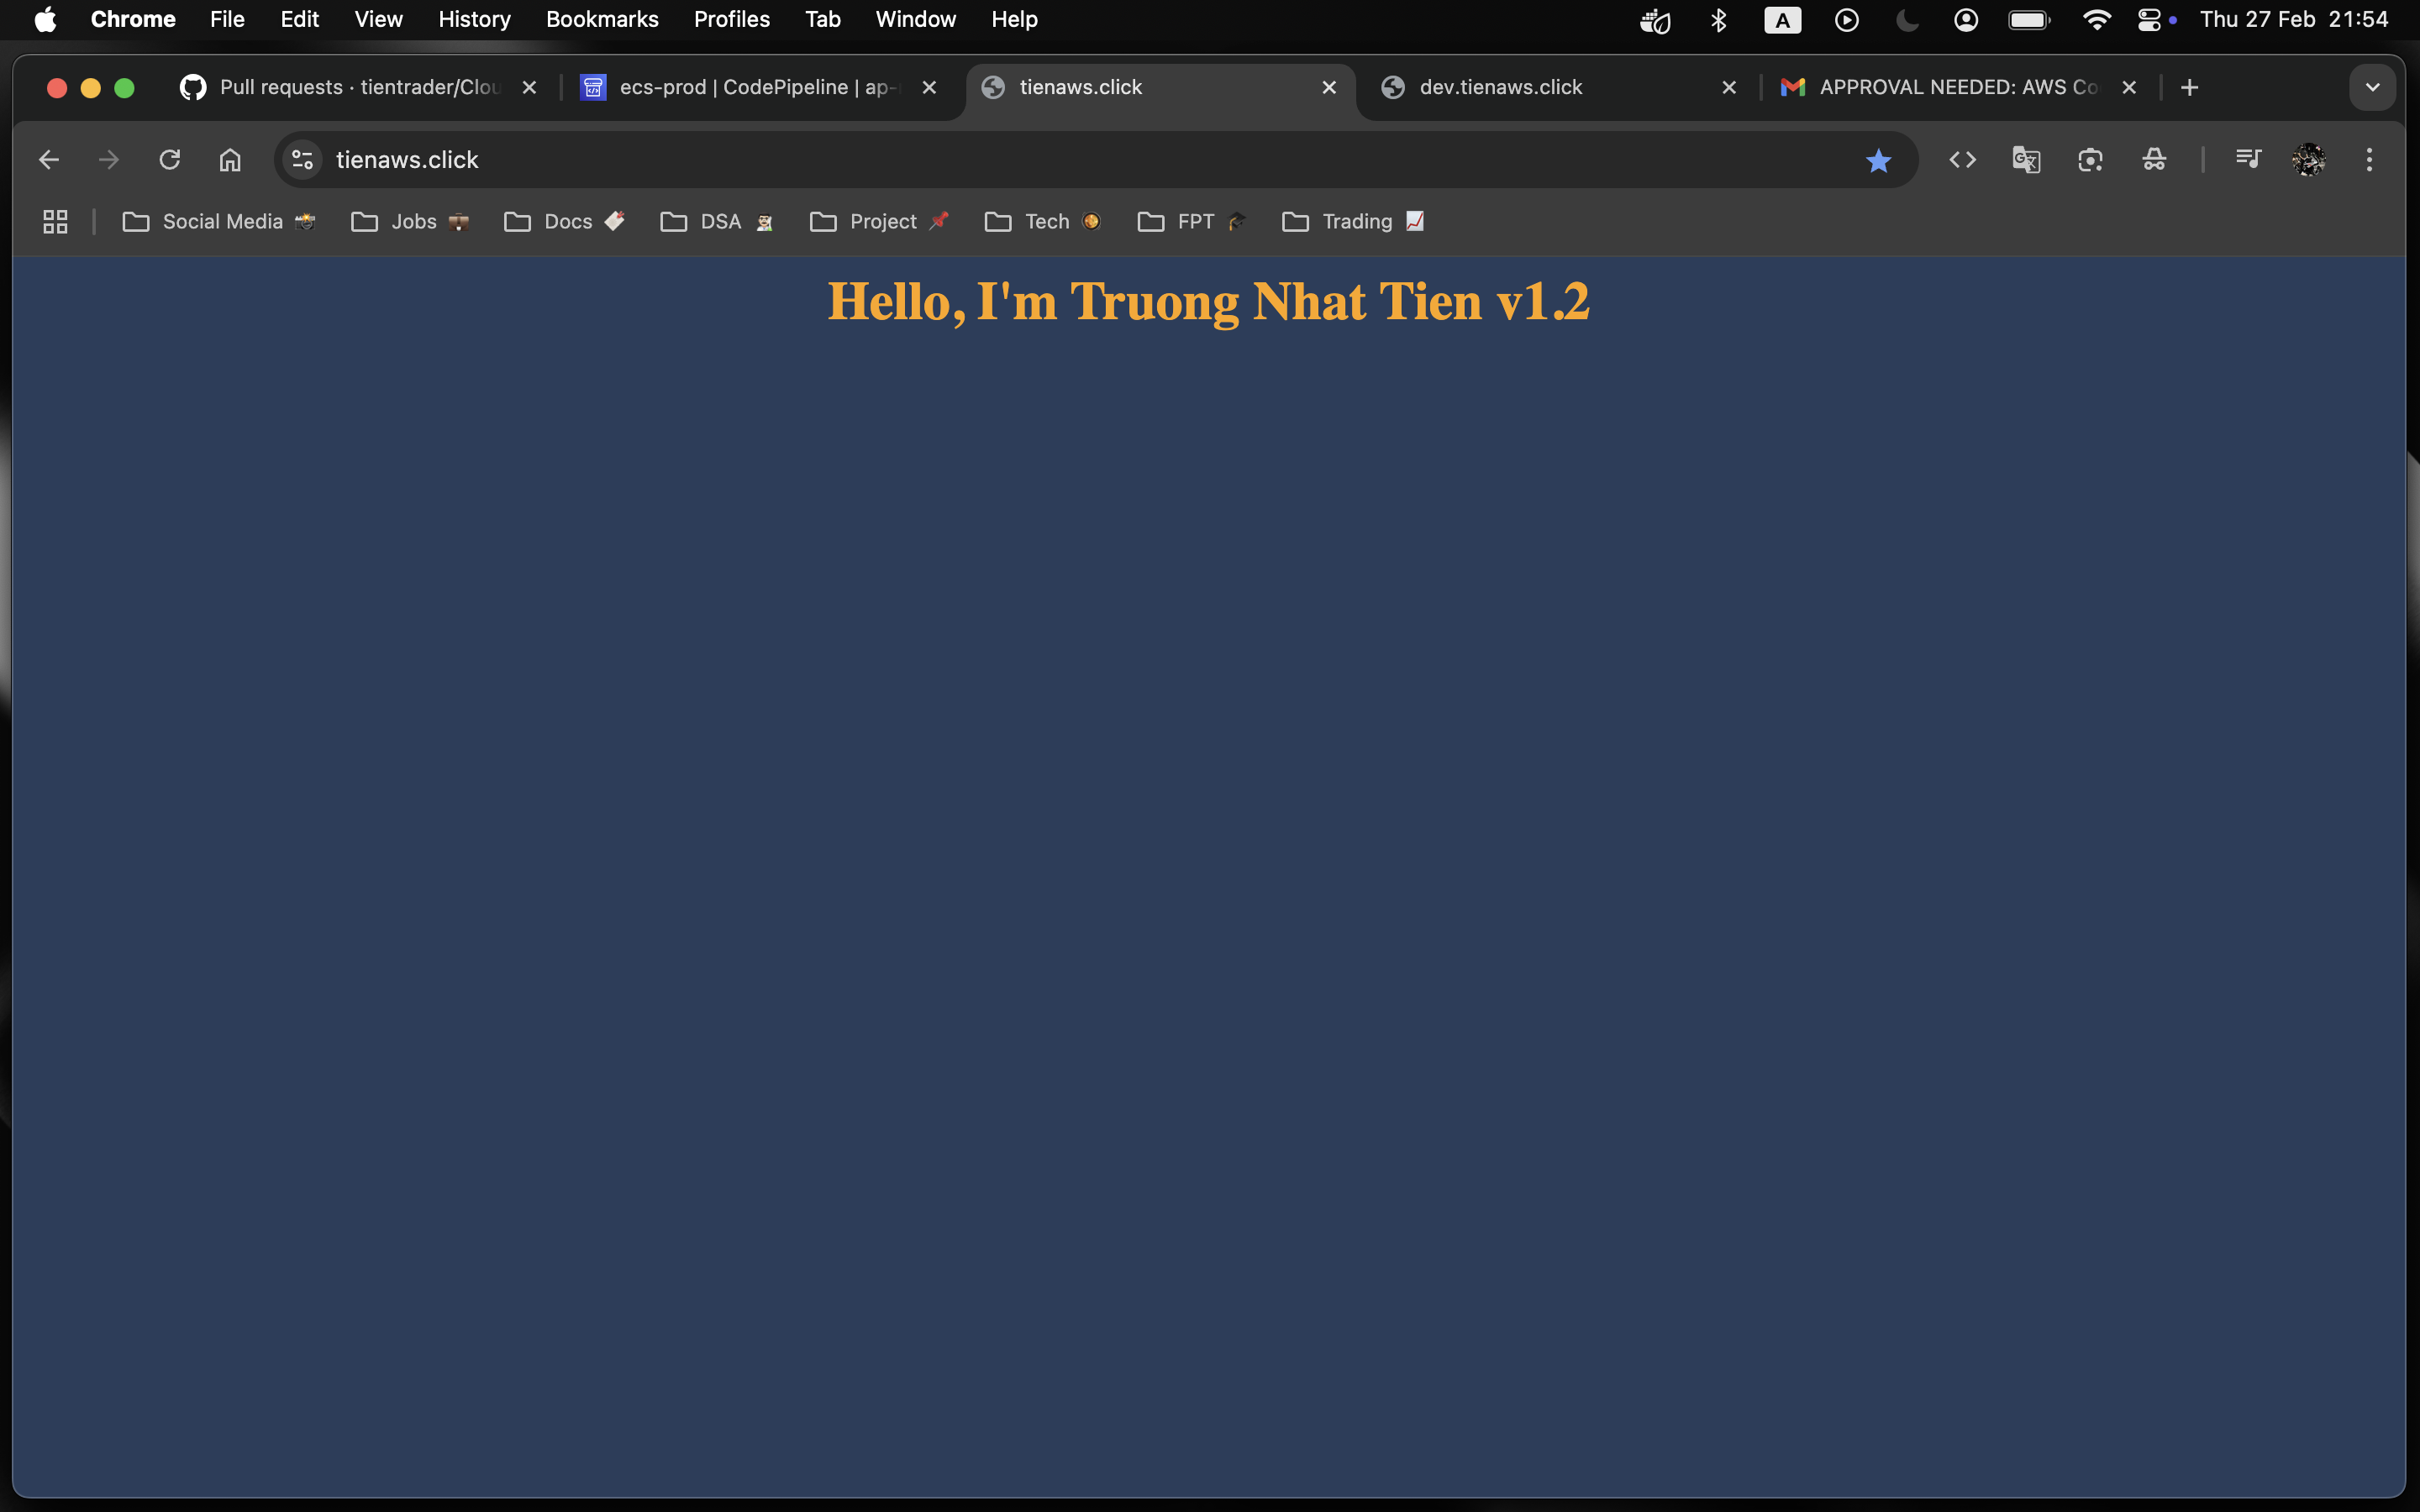 Chrome File Edit View History Bookmarks Profiles Tab Window Help A Thu 27 Feb 21:54
Pull requests · tientrader/Clou ecs-prod | CodePipeline | ap- tienaws.click dev.tienaws.click APPROVAL NEEDED: AWS Co
tienaws.click
Social Media Jobs Docs DSA Project Tech FPT Trading
Hello, I'm Truong Nhat Tien v1.2